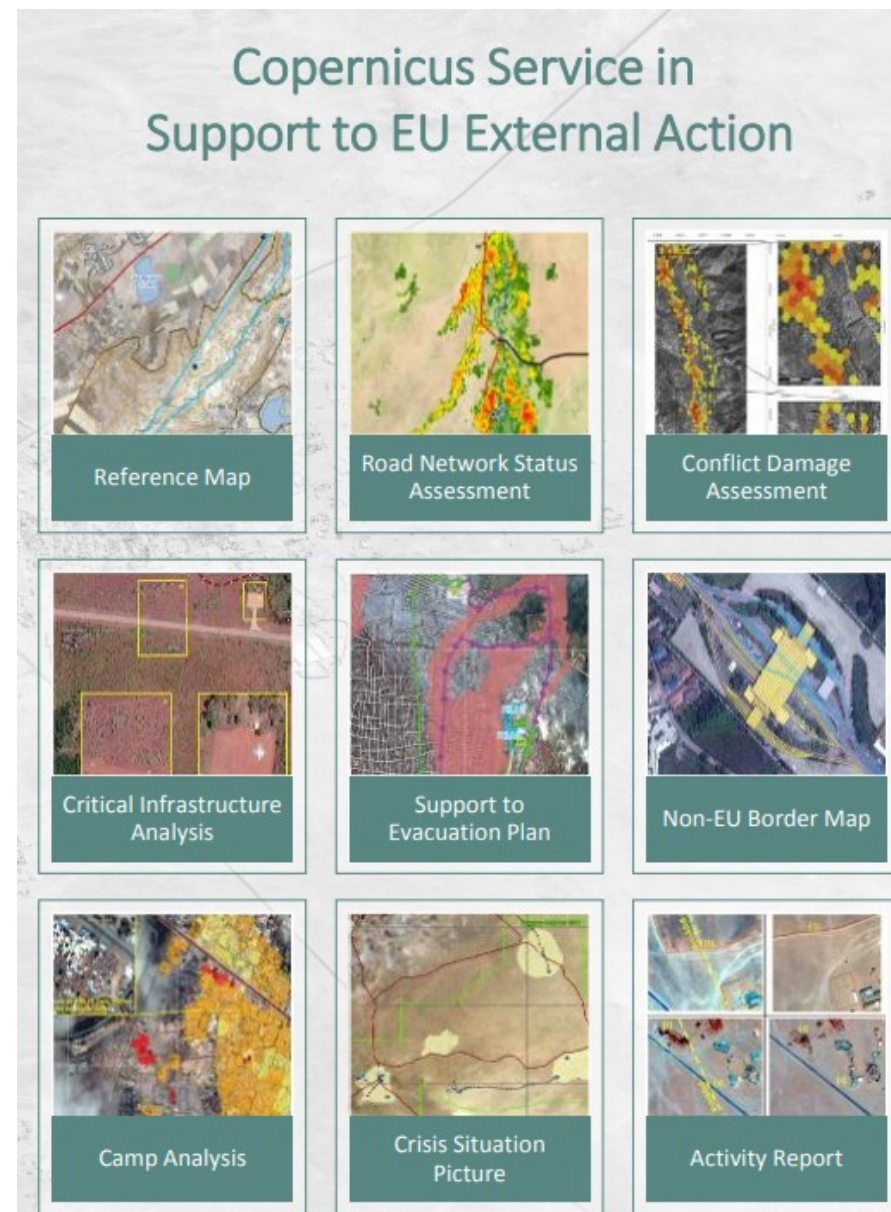 Copernicus Service in
Support to EU External Action
Reference Map
Road Network Status
Assessment
Conflict Damage
Assessment
Critical Infrastructure
Analysis
Support to
Evacuation Plan
Non-EU Border Map
Camp Analysis
Crisis Situation
Picture
Activity Report